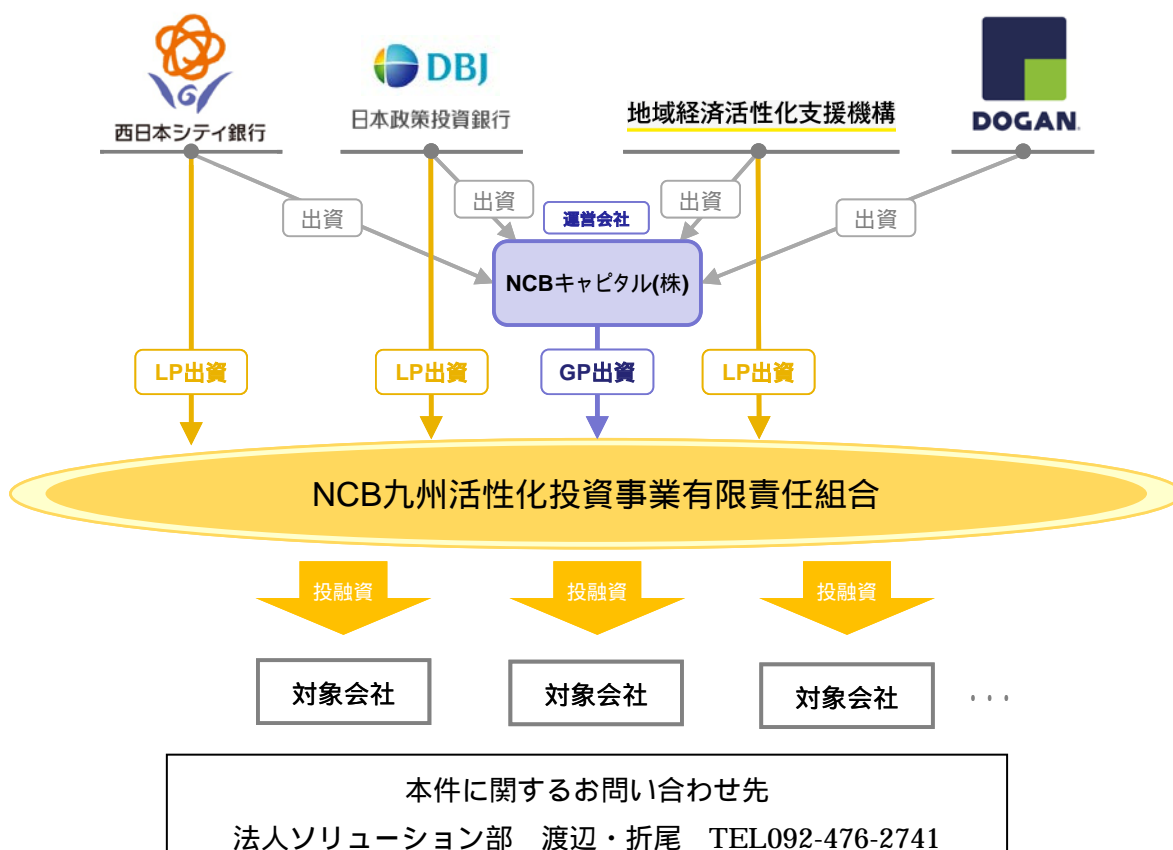 西日本シティ銀行
DBJ
日本政策投資銀行
地域経済活性化支援機構
DOGAN
出資
出資
出資
出資
運営会社
NCBキャピタル(株)
LP出資
LP出資
GP出資
LP出資
NCB九州活性化投資事業有限責任組合
投融資
投融資
投融資
対象会社
対象会社
対象会社
・・・
本件に関するお問い合わせ先
法人ソリューション部 渡辺・折尾 TEL092-476-2741